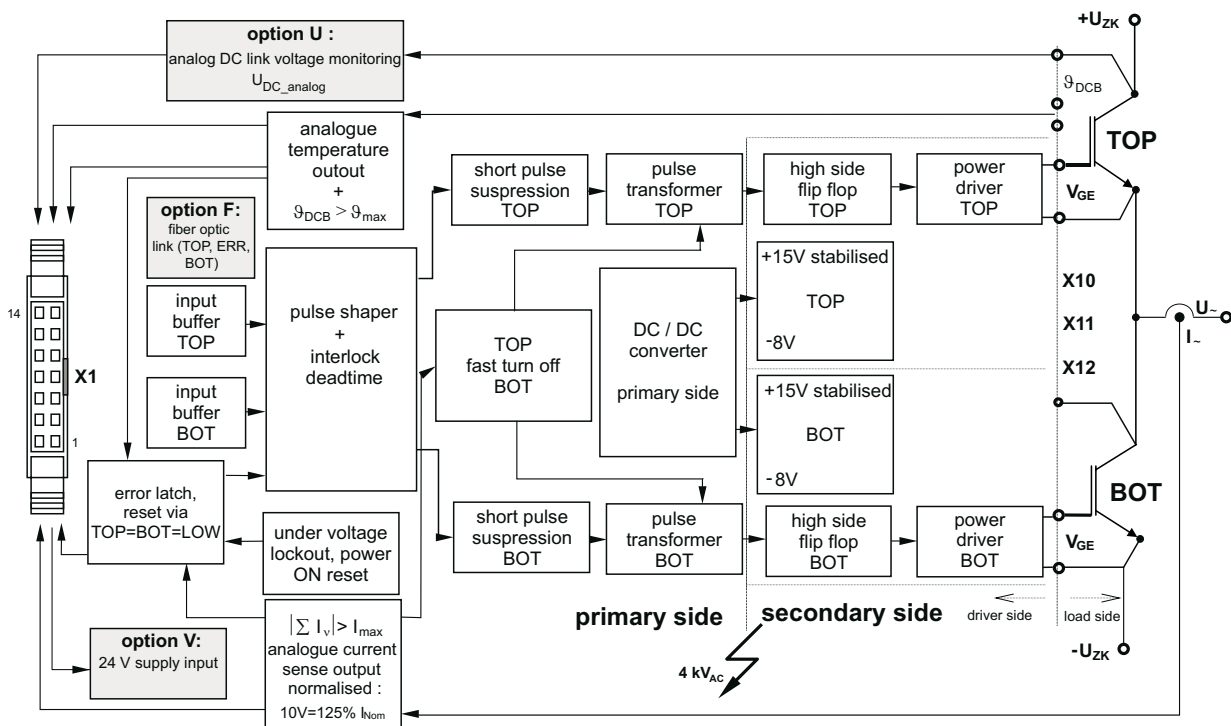 option U :
analog DC link voltage monitoring
U_DC_analog
+U_ZK
ϑ_DCB
analogue
temperature
outout
+
ϑ_DCB > ϑ_max
TOP
V_GE
short pulse
suspression
TOP
pulse
transformer
TOP
high side
flip flop
TOP
power
driver
TOP
option F:
fiber optic
link (TOP, ERR,
BOT)
14
X1
1
input
buffer
TOP
input
buffer
BOT
pulse shaper
+
interlock
deadtime
TOP
fast turn off
BOT
DC / DC
converter
primary side
+15V stabilised
TOP
-8V
+15V stabilised
BOT
-8V
X10
X11
X12
U~
I~
error latch,
reset via
TOP=BOT=LOW
under voltage
lockout, power
ON reset
short pulse
suspression
BOT
pulse
transformer
BOT
high side
flip flop
BOT
power
driver
BOT
BOT
V_GE
option V:
24 V supply input
|∑ I_ν| > I_max
analogue current
sense output
normalised :
10V=125% I_Nom
primary side
secondary side
driver side
load side
4 kV_AC
-U_ZK